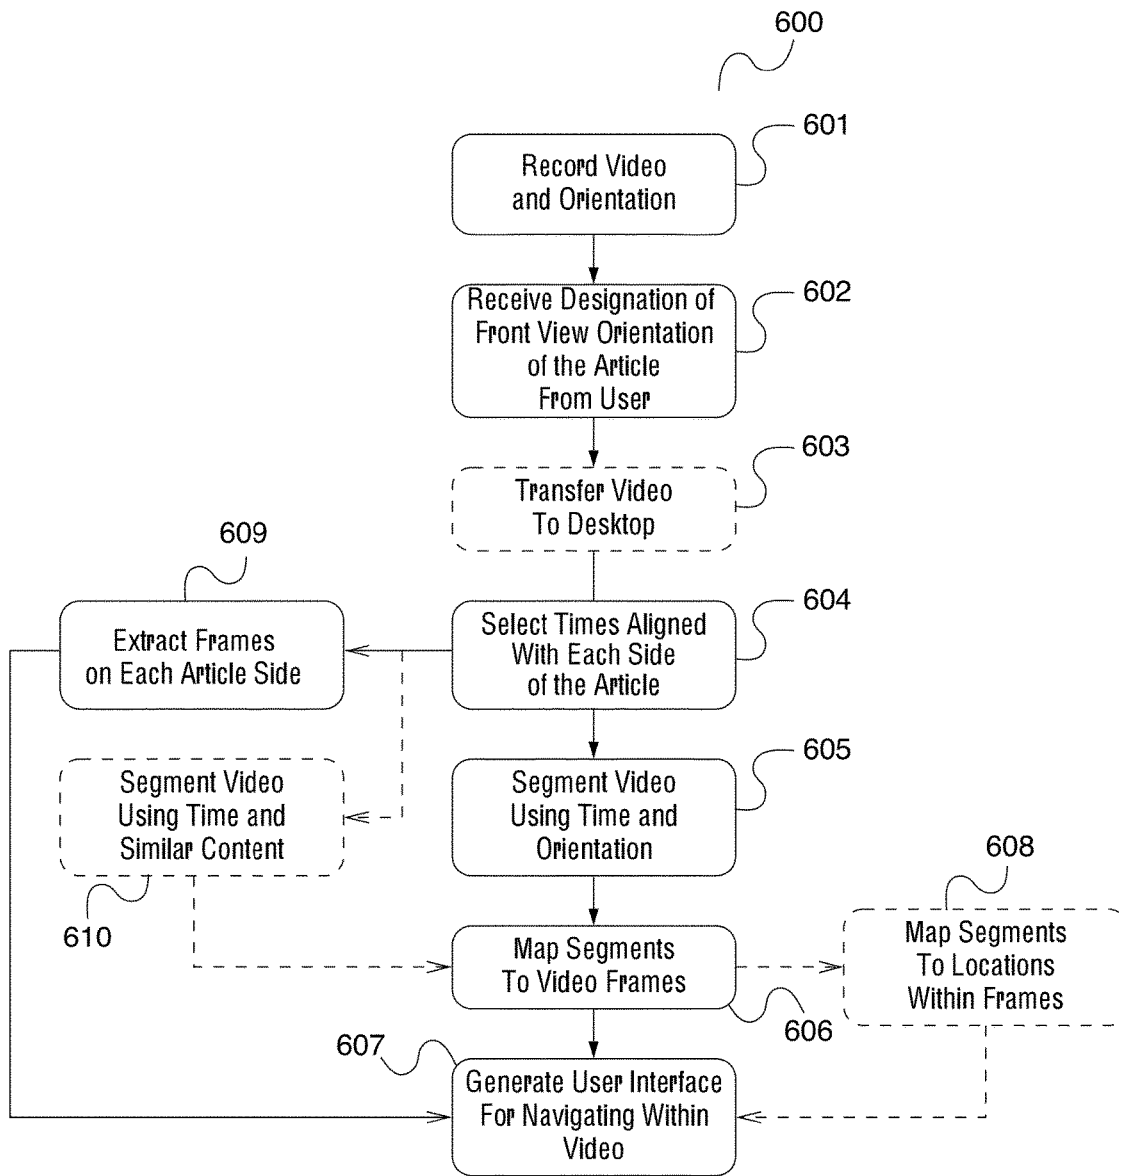 600
601
Record Video
and Orientation
602
Receive Designation of
Front View Orientation
of the Article
From User
603
Transfer Video
To Desktop
609
604
Extract Frames
on Each Article Side
Select Times Aligned
With Each Side
of the Article
605
Segment Video
Using Time and
Similar Content
Segment Video
Using Time and
Orientation
608
610
Map Segments
To Video Frames
Map Segments
To Locations
Within Frames
606
607
Generate User Interface
For Navigating Within
Video